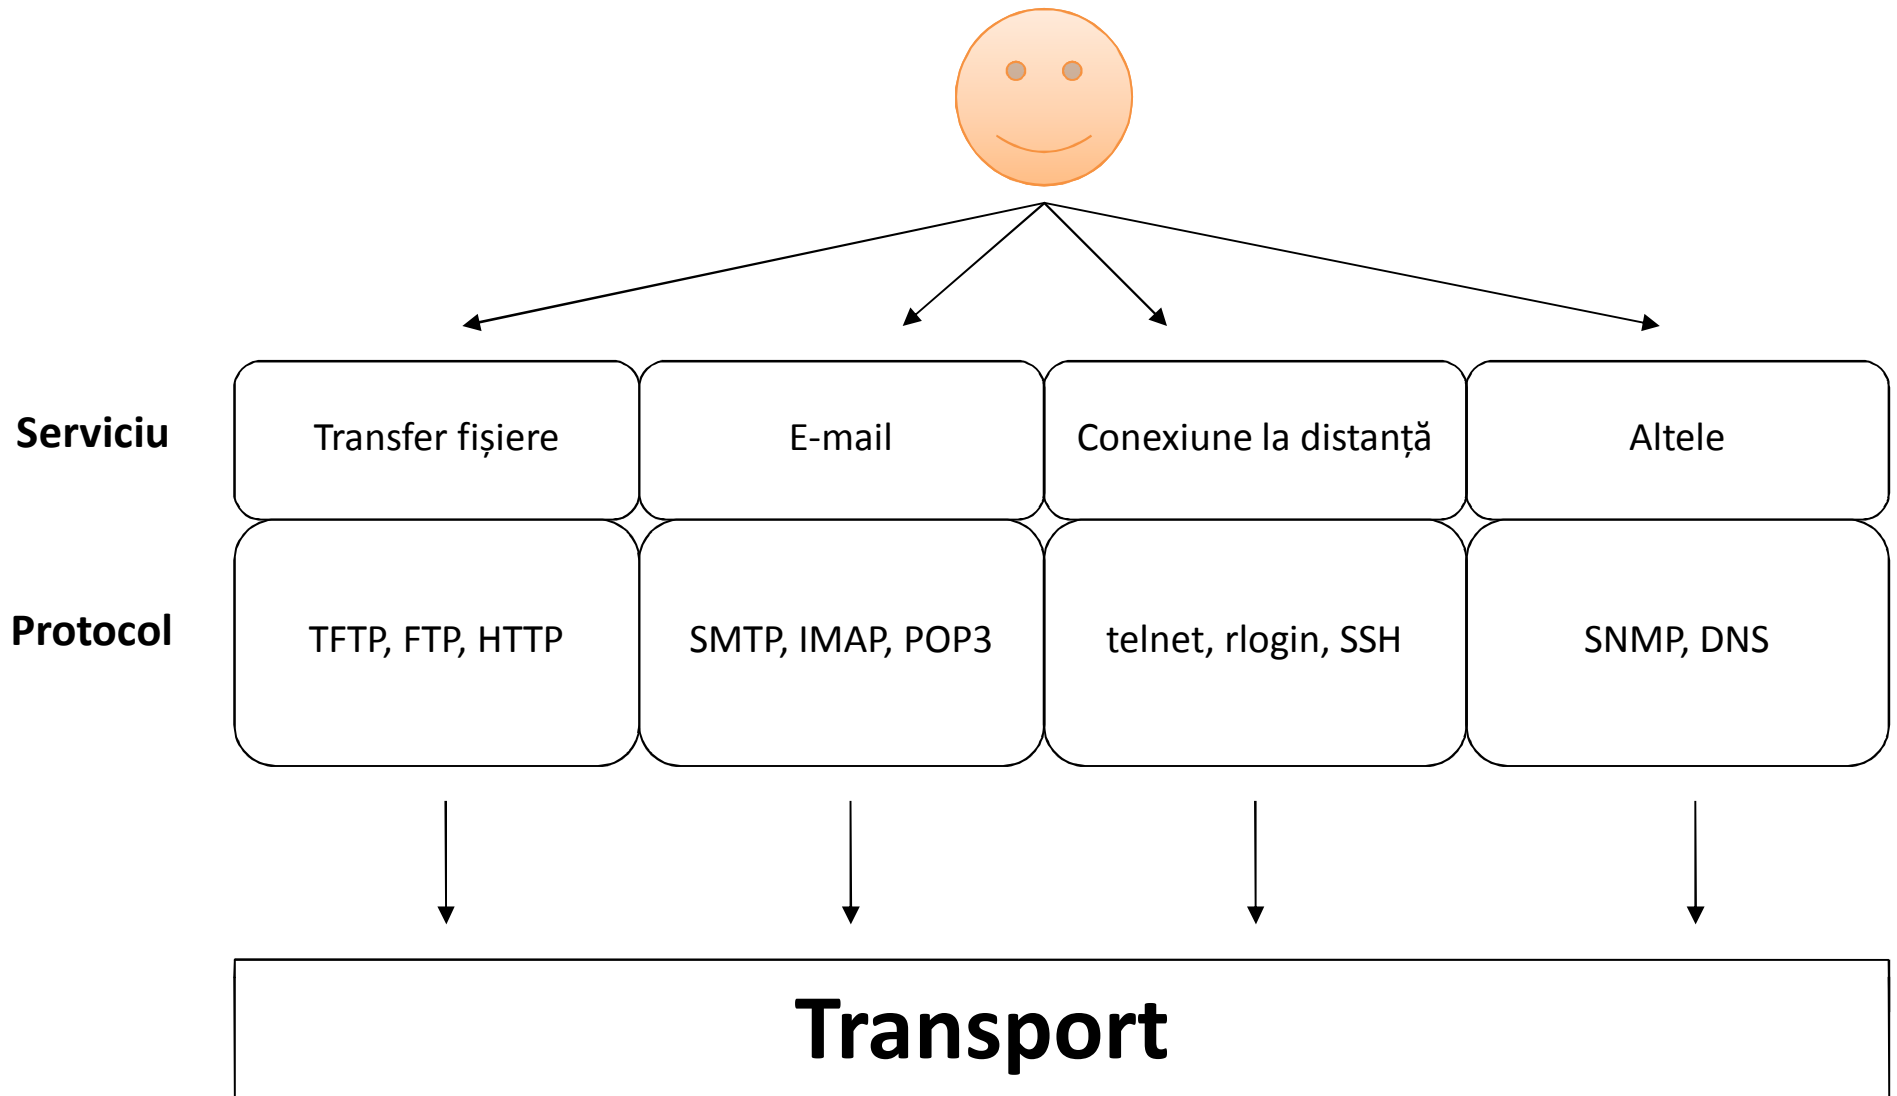 Serviciu
Transfer fișiere
E-mail
Conexiune la distanță
Altele
Protocol
TFTP, FTP, HTTP
SMTP, IMAP, POP3
telnet, rlogin, SSH
SNMP, DNS
Transport